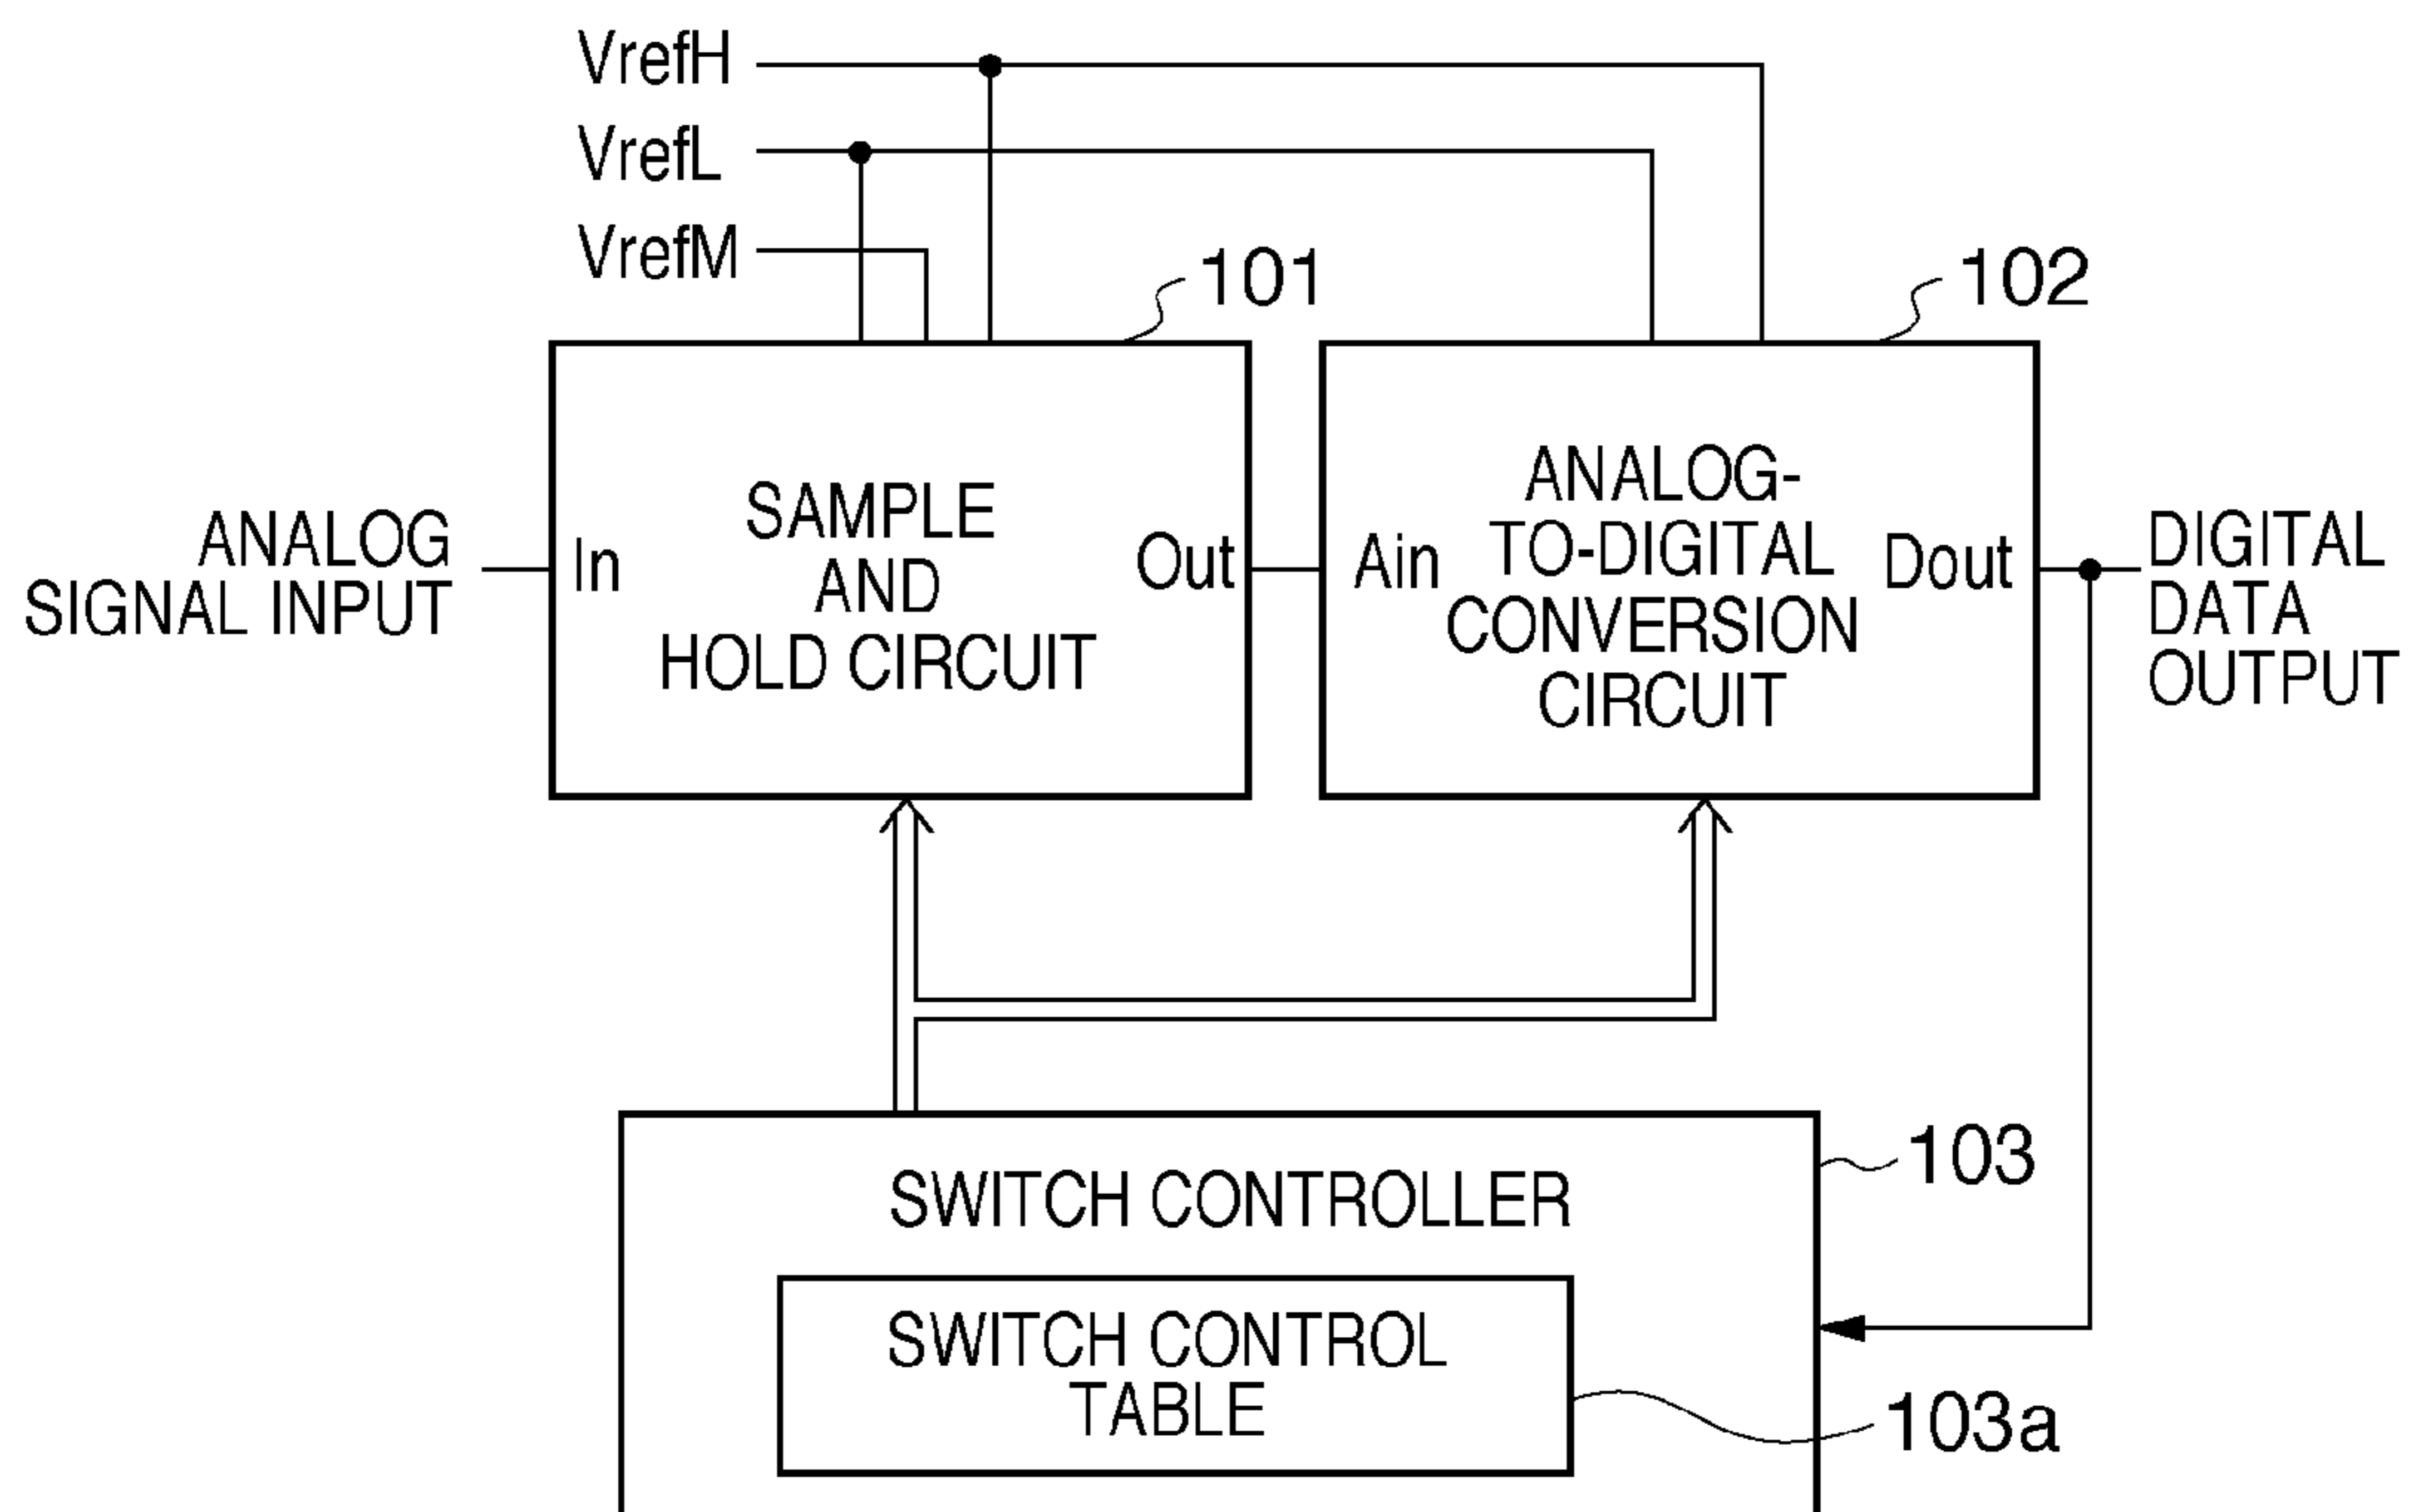 VrefH
VrefL
VrefM
101
102
ANALOG
SIGNAL INPUT
In
SAMPLE
AND
HOLD CIRCUIT
Out
Ain
ANALOG-
TO-DIGITAL
CONVERSION
CIRCUIT
Dout
DIGITAL
DATA
OUTPUT
103
SWITCH CONTROLLER
SWITCH CONTROL
TABLE
103a